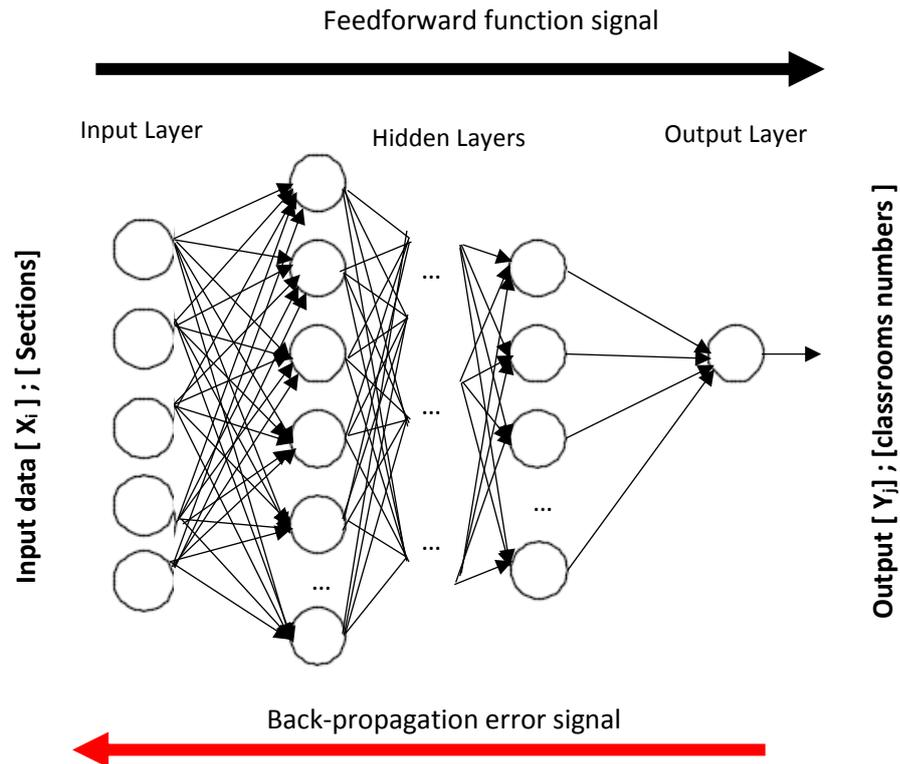 Feedforward function signal
Input Layer
Hidden Layers
Output Layer
Input data [ Xi ] ; [ Sections]
...
...
...
...
...
Output [ Yj] ; [classrooms numbers ]
Back-propagation error signal